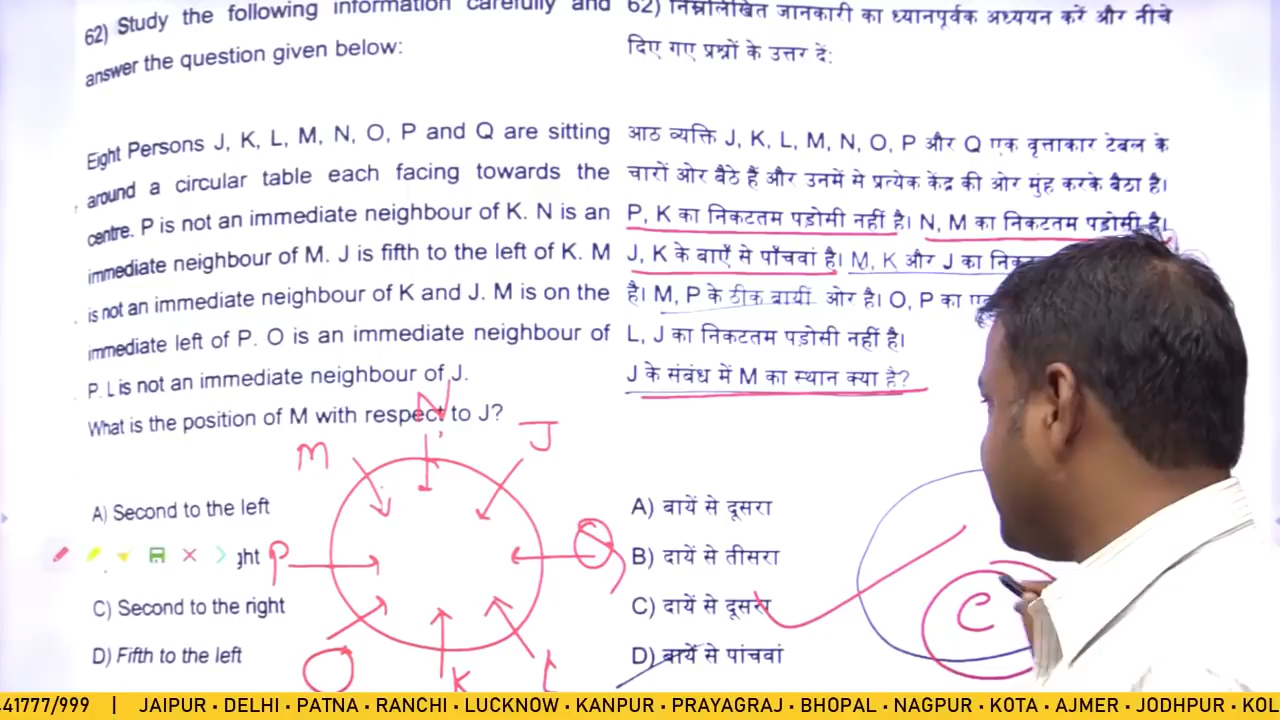 62) Study the following information carefully and
answer the question given below:
Eight Persons J, K, L, M, N, O, P and Q are sitting
around a circular table each facing towards the
centre. P is not an immediate neighbour of K. N is an
immediate neighbour of M. J is fifth to the left of K. M
is not an immediate neighbour of K and J. M is on the
immediate left of P. O is an immediate neighbour of
P. L is not an immediate neighbour of J.
What is the position of M with respect to J?
A) Second to the left
ght
C) Second to the right
D) Fifth to the left
62) निम्नलिखित जानकारी का ध्यानपूर्वक अध्ययन करें और नीचे
दिए गए प्रश्नों के उत्तर दें:
आठ व्यक्ति J, K, L, M, N, O, P और Q एक वृत्ताकार टेबल के
चारों ओर बैठे हैं और उनमें से प्रत्येक केंद्र की ओर मुंह करके बैठा है।
P, K का निकटतम पड़ोसी नहीं है। N, M का निकटतम पड़ोसी है।
J, K के बाएँ से पाँचवां है। M, K और J का
है। M, P के ठीक बायीं ओर है। O, P का
L, J का निकटतम पड़ोसी नहीं है।
J के संबंध में M का स्थान क्या है?
A) बायें से दूसरा
B) दायें से तीसरा
C) दायें से दूसरा
D) बायें से पांचवां
N
M
J
P
Q
O
K
L
C
41777/999 | JAIPUR • DELHI • PATNA • RANCHI • LUCKNOW • KANPUR • PRAYAGRAJ • BHOPAL • NAGPUR • KOTA • AJMER • JODHPUR • KOL